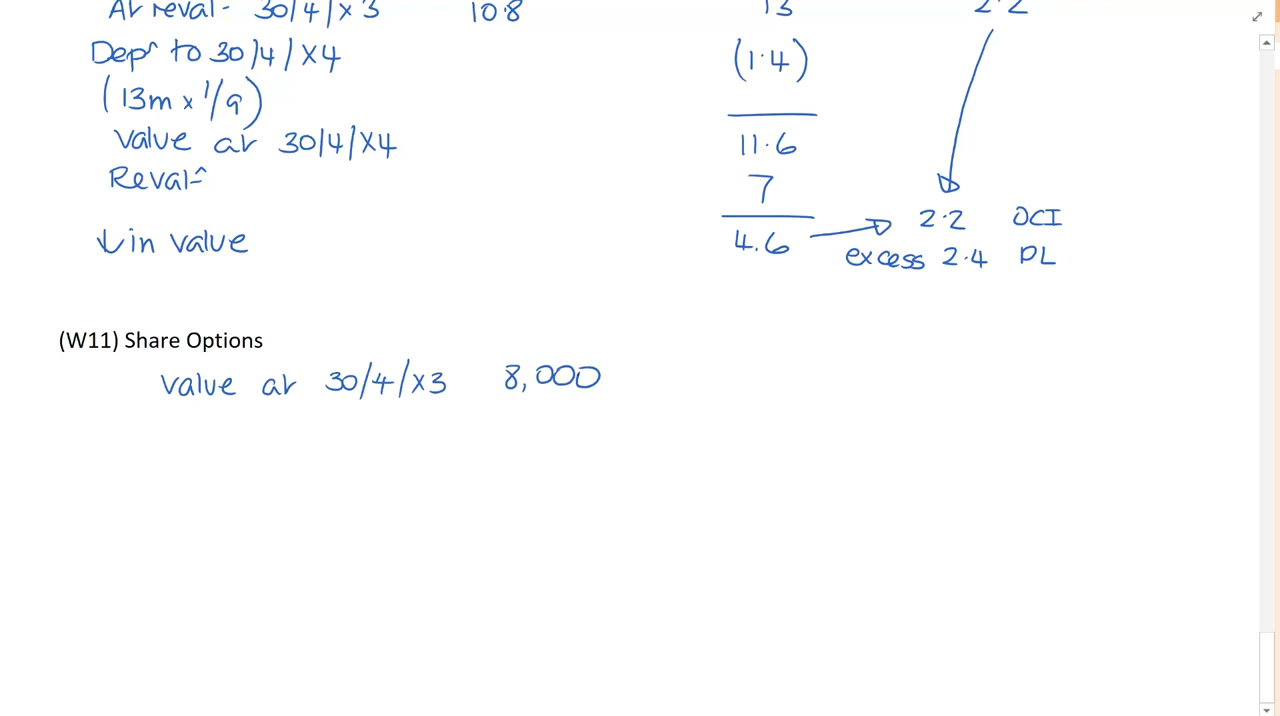 At reval- 30/4/x3 10.8 13 2.2
Depn to 30/4/X4 (1.4)
(13m x 1/9)
Value at 30/4/X4 11.6
Reval= 7
2.2 OCI
↓ in value 4.6
excess 2.4 PL
(W11) Share Options
Value at 30/4/x3 8,000